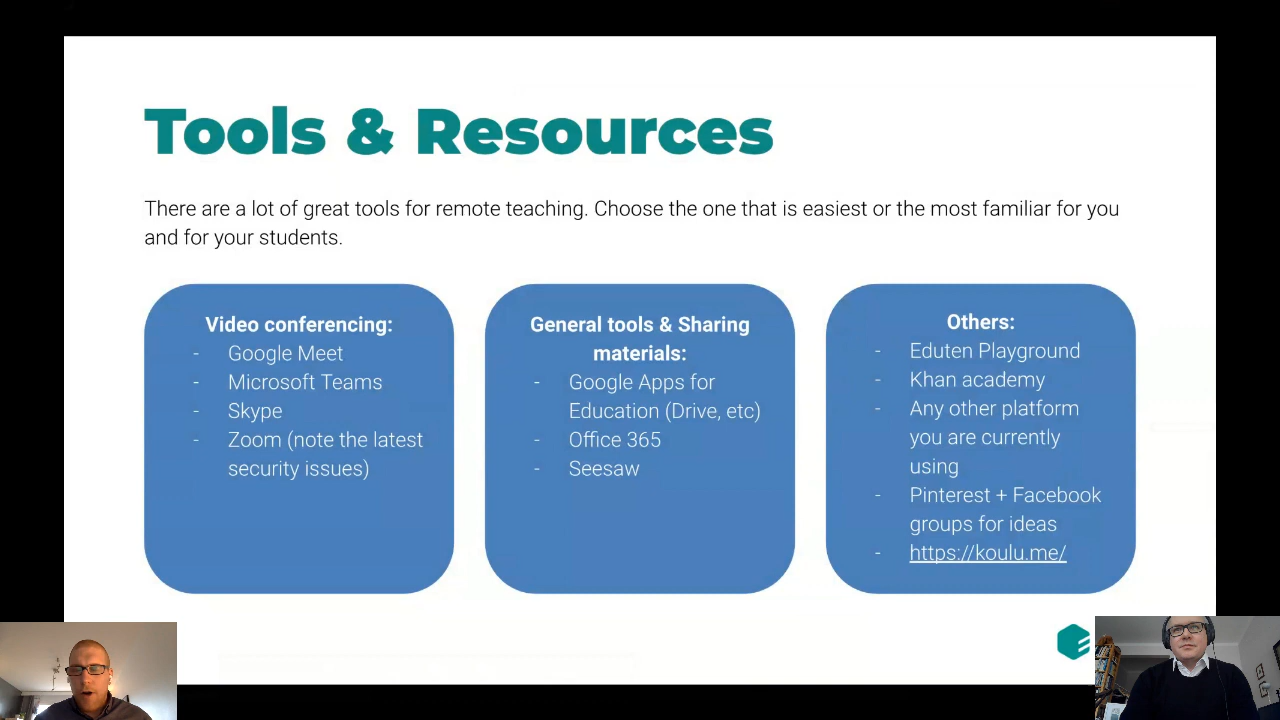 Tools & Resources
There are a lot of great tools for remote teaching. Choose the one that is easiest or the most familiar for you
and for your students.
Video conferencing:
- Google Meet
- Microsoft Teams
- Skype
- Zoom (note the latest
security issues)
General tools & Sharing
materials:
- Google Apps for
Education (Drive, etc)
- Office 365
- Seesaw
Others:
- Eduten Playground
- Khan academy
- Any other platform
you are currently
using
- Pinterest + Facebook
groups for ideas
- https://koulu.me/